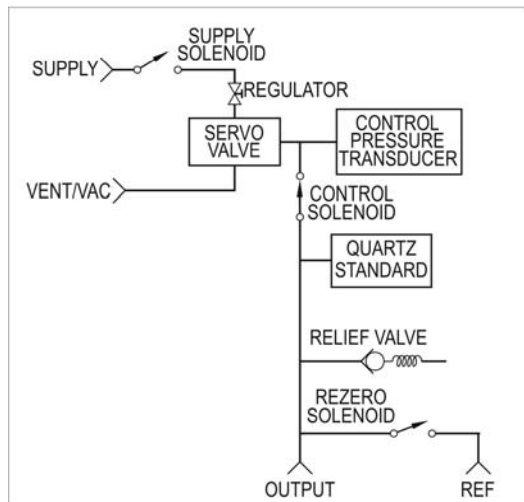 SUPPLY
SOLENOID
SUPPLY
REGULATOR
SERVO
VALVE
CONTROL
PRESSURE
TRANSDUCER
VENT/VAC
CONTROL
SOLENOID
QUARTZ
STANDARD
RELIEF VALVE
REZERO
SOLENOID
OUTPUT
REF